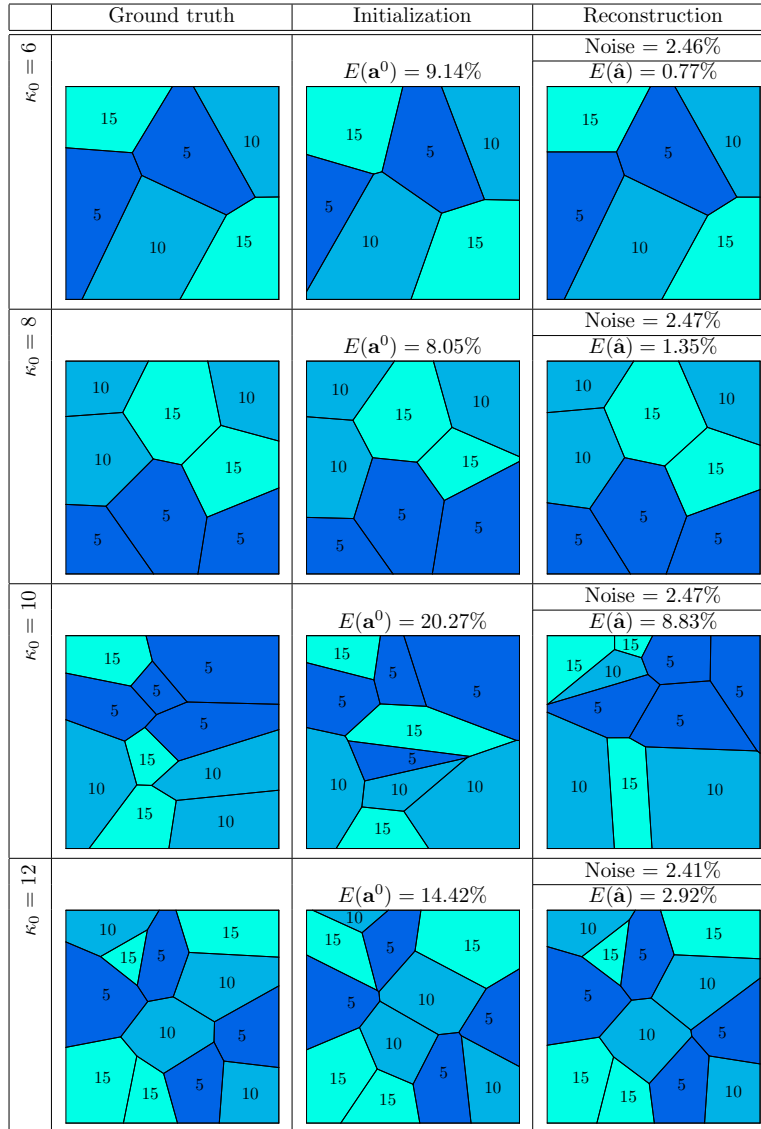 Ground truth Initialization Reconstruction
κ₀ = 6
Noise = 2.46%
E(𝐚⁰) = 9.14% E(𝐚̂) = 0.77%
15 5 10 5 10 15
15 5 10 5 10 15
15 5 10 5 10 15
κ₀ = 8
Noise = 2.47%
E(𝐚⁰) = 8.05% E(𝐚̂) = 1.35%
10 15 10 10 15 5 5 5
10 15 10 10 15 5 5 5
10 15 10 10 15 5 5 5
κ₀ = 10
Noise = 2.47%
E(𝐚⁰) = 20.27% E(𝐚̂) = 8.83%
15 5 5 5 5 15 10 10 15 10
15 5 5 5 15 5 10 10 10 15
15 15 10 5 5 5 5 10 15 10
κ₀ = 12
Noise = 2.41%
E(𝐚⁰) = 14.42% E(𝐚̂) = 2.92%
10 15 5 15 10 5 10 5 15 15 5 10
10 15 5 15 5 10 5 10 15 15 5 10
10 15 5 15 10 5 10 5 15 15 5 10